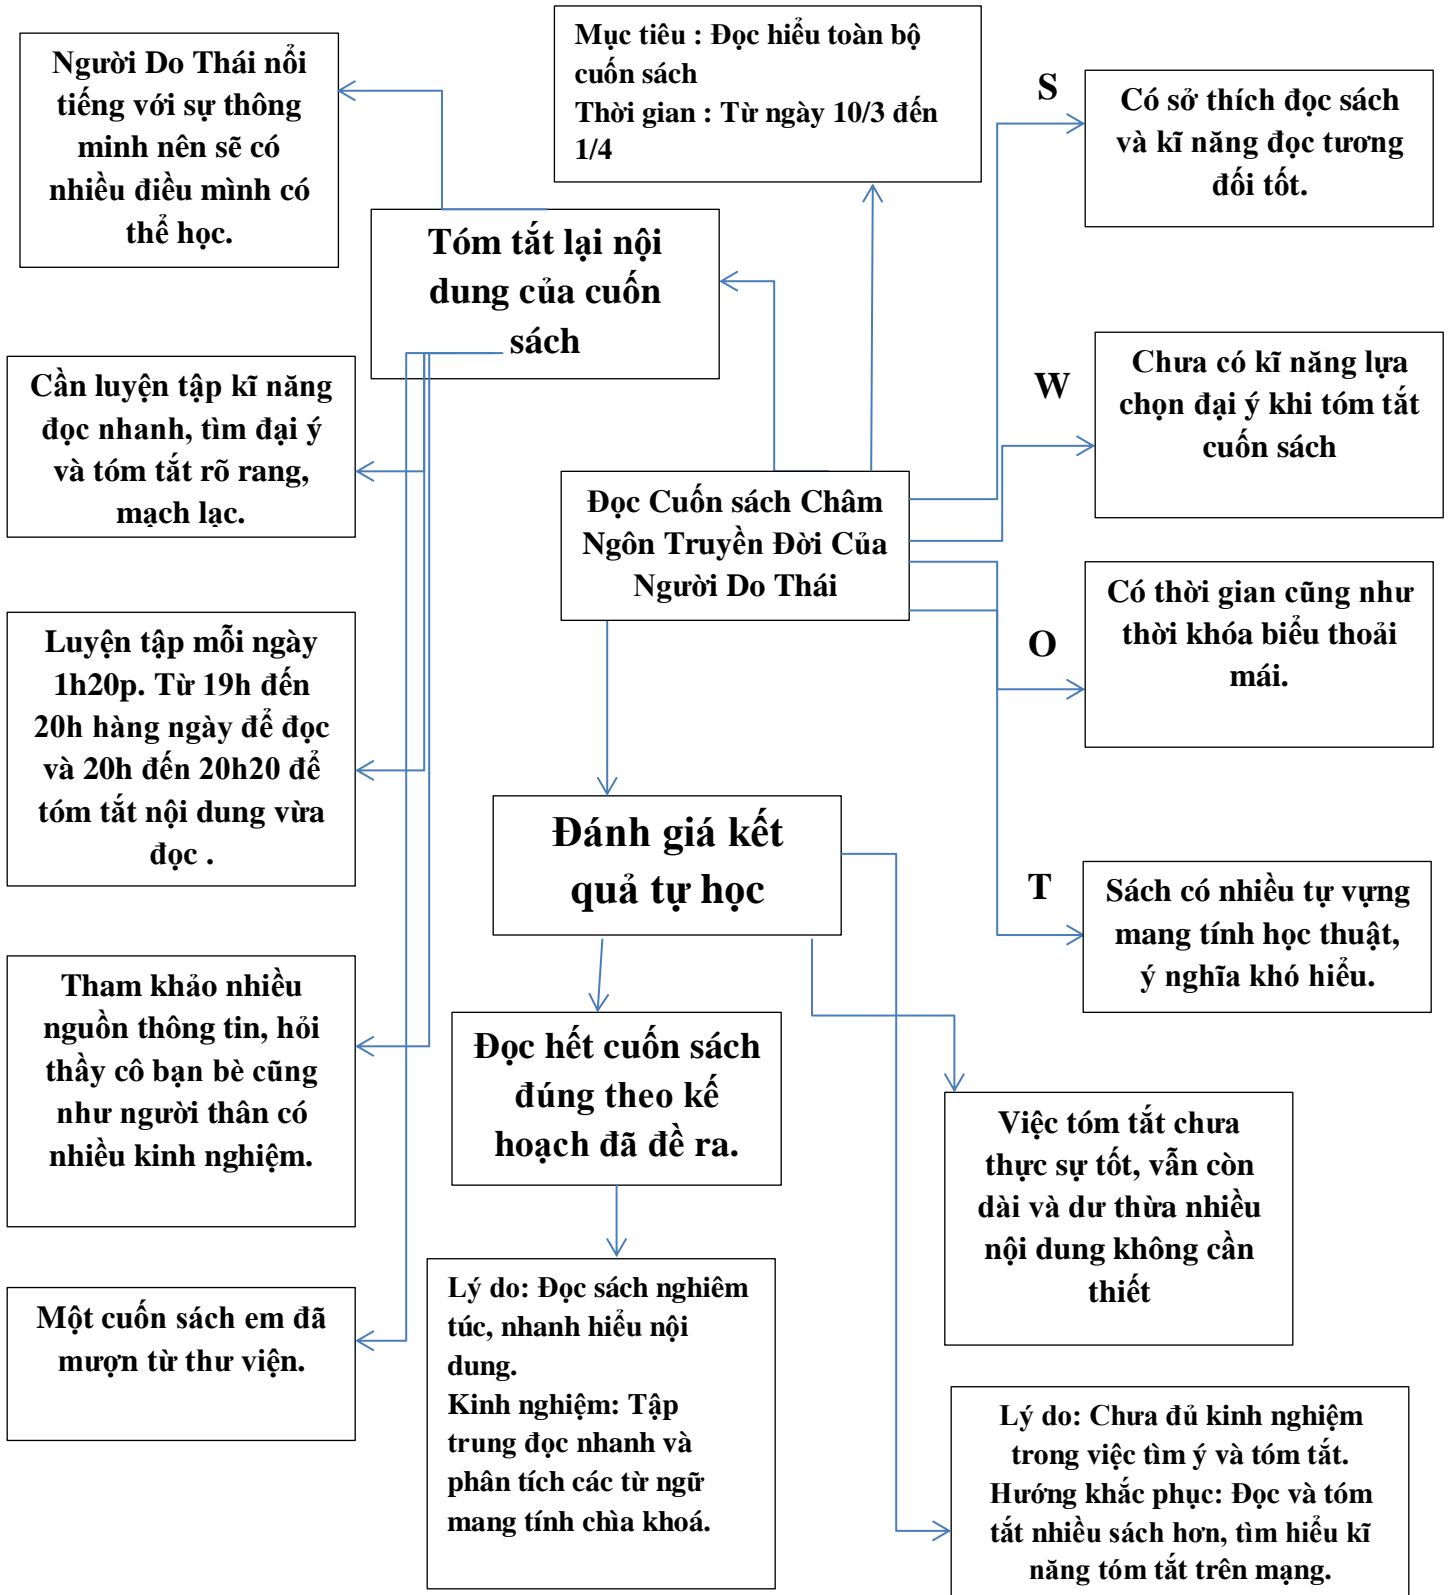 Mục tiêu : Đọc hiểu toàn bộ
cuốn sách
Thời gian : Từ ngày 10/3 đến
1/4
Người Do Thái nổi
tiếng với sự thông
minh nên sẽ có
nhiều điều mình có
thể học.
S
Có sở thích đọc sách
và kĩ năng đọc tương
đối tốt.
Tóm tắt lại nội
dung của cuốn
sách
W
Chưa có kĩ năng lựa
chọn đại ý khi tóm tắt
cuốn sách
Cần luyện tập kĩ năng
đọc nhanh, tìm đại ý
và tóm tắt rõ rang,
mạch lạc.
Đọc Cuốn sách Châm
Ngôn Truyền Đời Của
Người Do Thái
O
Có thời gian cũng như
thời khóa biểu thoải
mái.
Luyện tập mỗi ngày
1h20p. Từ 19h đến
20h hàng ngày để đọc
và 20h đến 20h20 để
tóm tắt nội dung vừa
đọc .
Đánh giá kết
quả tự học
T
Sách có nhiều tự vựng
mang tính học thuật,
ý nghĩa khó hiểu.
Tham khảo nhiều
nguồn thông tin, hỏi
thầy cô bạn bè cũng
như người thân có
nhiều kinh nghiệm.
Đọc hết cuốn sách
đúng theo kế
hoạch đã đề ra.
Việc tóm tắt chưa
thực sự tốt, vẫn còn
dài và dư thừa nhiều
nội dung không cần
thiết
Một cuốn sách em đã
mượn từ thư viện.
Lý do: Đọc sách nghiêm
túc, nhanh hiểu nội
dung.
Kinh nghiệm: Tập
trung đọc nhanh và
phân tích các từ ngữ
mang tính chìa khoá.
Lý do: Chưa đủ kinh nghiệm
trong việc tìm ý và tóm tắt.
Hướng khắc phục: Đọc và tóm
tắt nhiều sách hơn, tìm hiểu kĩ
năng tóm tắt trên mạng.